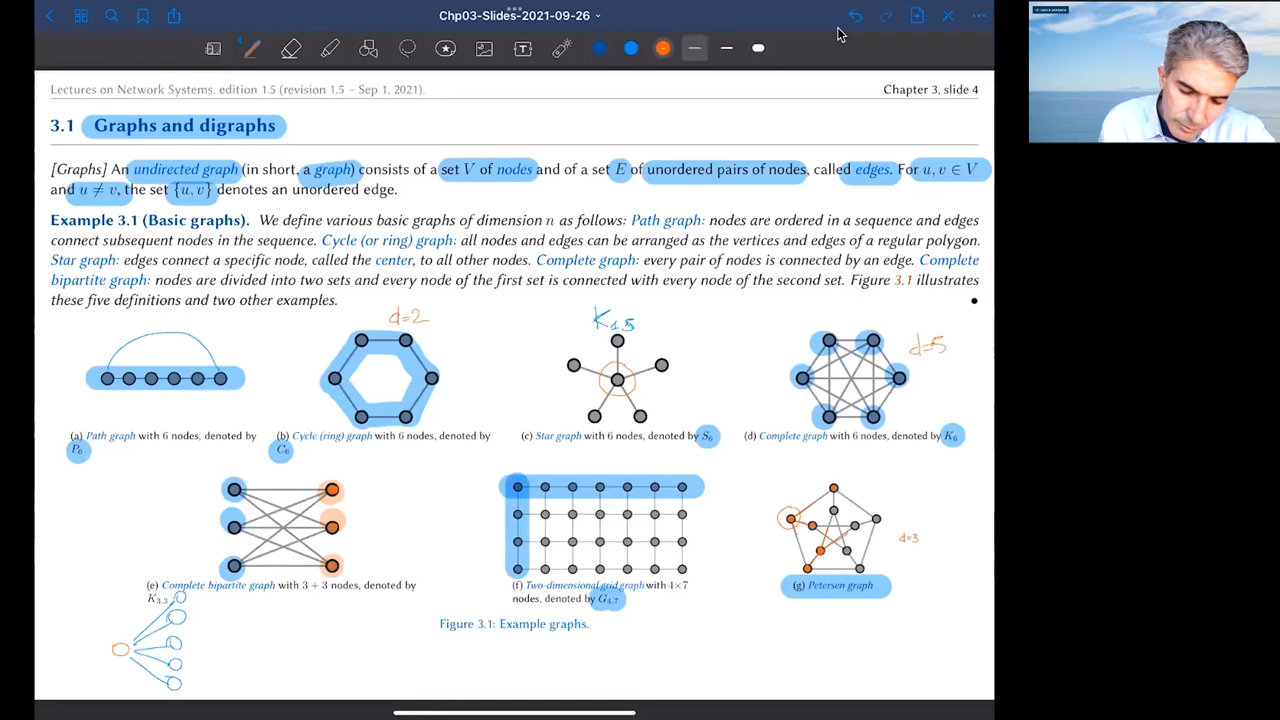 Chp03-Slides-2021-09-26
Lectures on Network Systems, edition 1.5 (revision 1.5 – Sep 1, 2021).
Chapter 3, slide 4
3.1 Graphs and digraphs
[Graphs] An undirected graph (in short, a graph) consists of a set V of nodes and of a set E of unordered pairs of nodes, called edges. For u, v ∈ V
and u ≠ v, the set {u, v} denotes an unordered edge.
Example 3.1 (Basic graphs). We define various basic graphs of dimension n as follows: Path graph: nodes are ordered in a sequence and edges
connect subsequent nodes in the sequence. Cycle (or ring) graph: all nodes and edges can be arranged as the vertices and edges of a regular polygon.
Star graph: edges connect a specific node, called the center, to all other nodes. Complete graph: every pair of nodes is connected by an edge. Complete
bipartite graph: nodes are divided into two sets and every node of the first set is connected with every node of the second set. Figure 3.1 illustrates
these five definitions and two other examples.
d=2
K1,5
d=5
(a) Path graph with 6 nodes, denoted by
P6
(b) Cycle (ring) graph with 6 nodes, denoted by
C6
(c) Star graph with 6 nodes, denoted by S6
(d) Complete graph with 6 nodes, denoted by K6
d=3
(e) Complete bipartite graph with 3 + 3 nodes, denoted by
K3,3
(f) Two-dimensional grid graph with 4×7
nodes, denoted by G4,7
(g) Petersen graph
Figure 3.1: Example graphs.